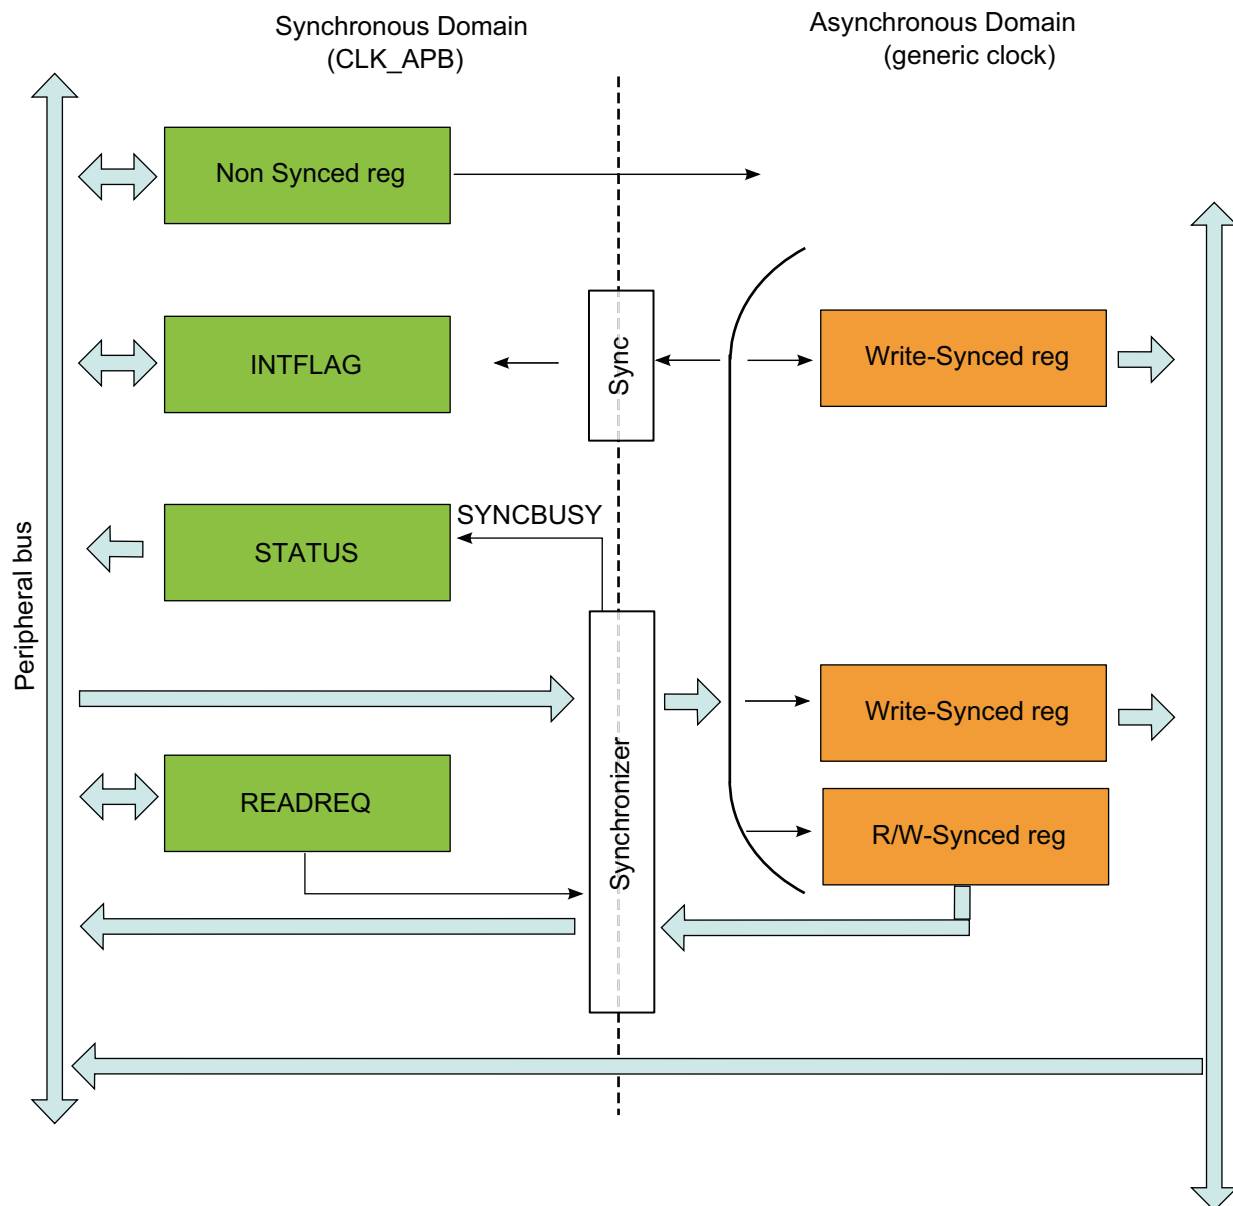 Synchronous Domain
(CLK_APB)
Asynchronous Domain
(generic clock)
Non Synced reg
INTFLAG
Sync
Write-Synced reg
SYNCBUSY
STATUS
Peripheral bus
Write-Synced reg
Synchronizer
READREQ
R/W-Synced reg